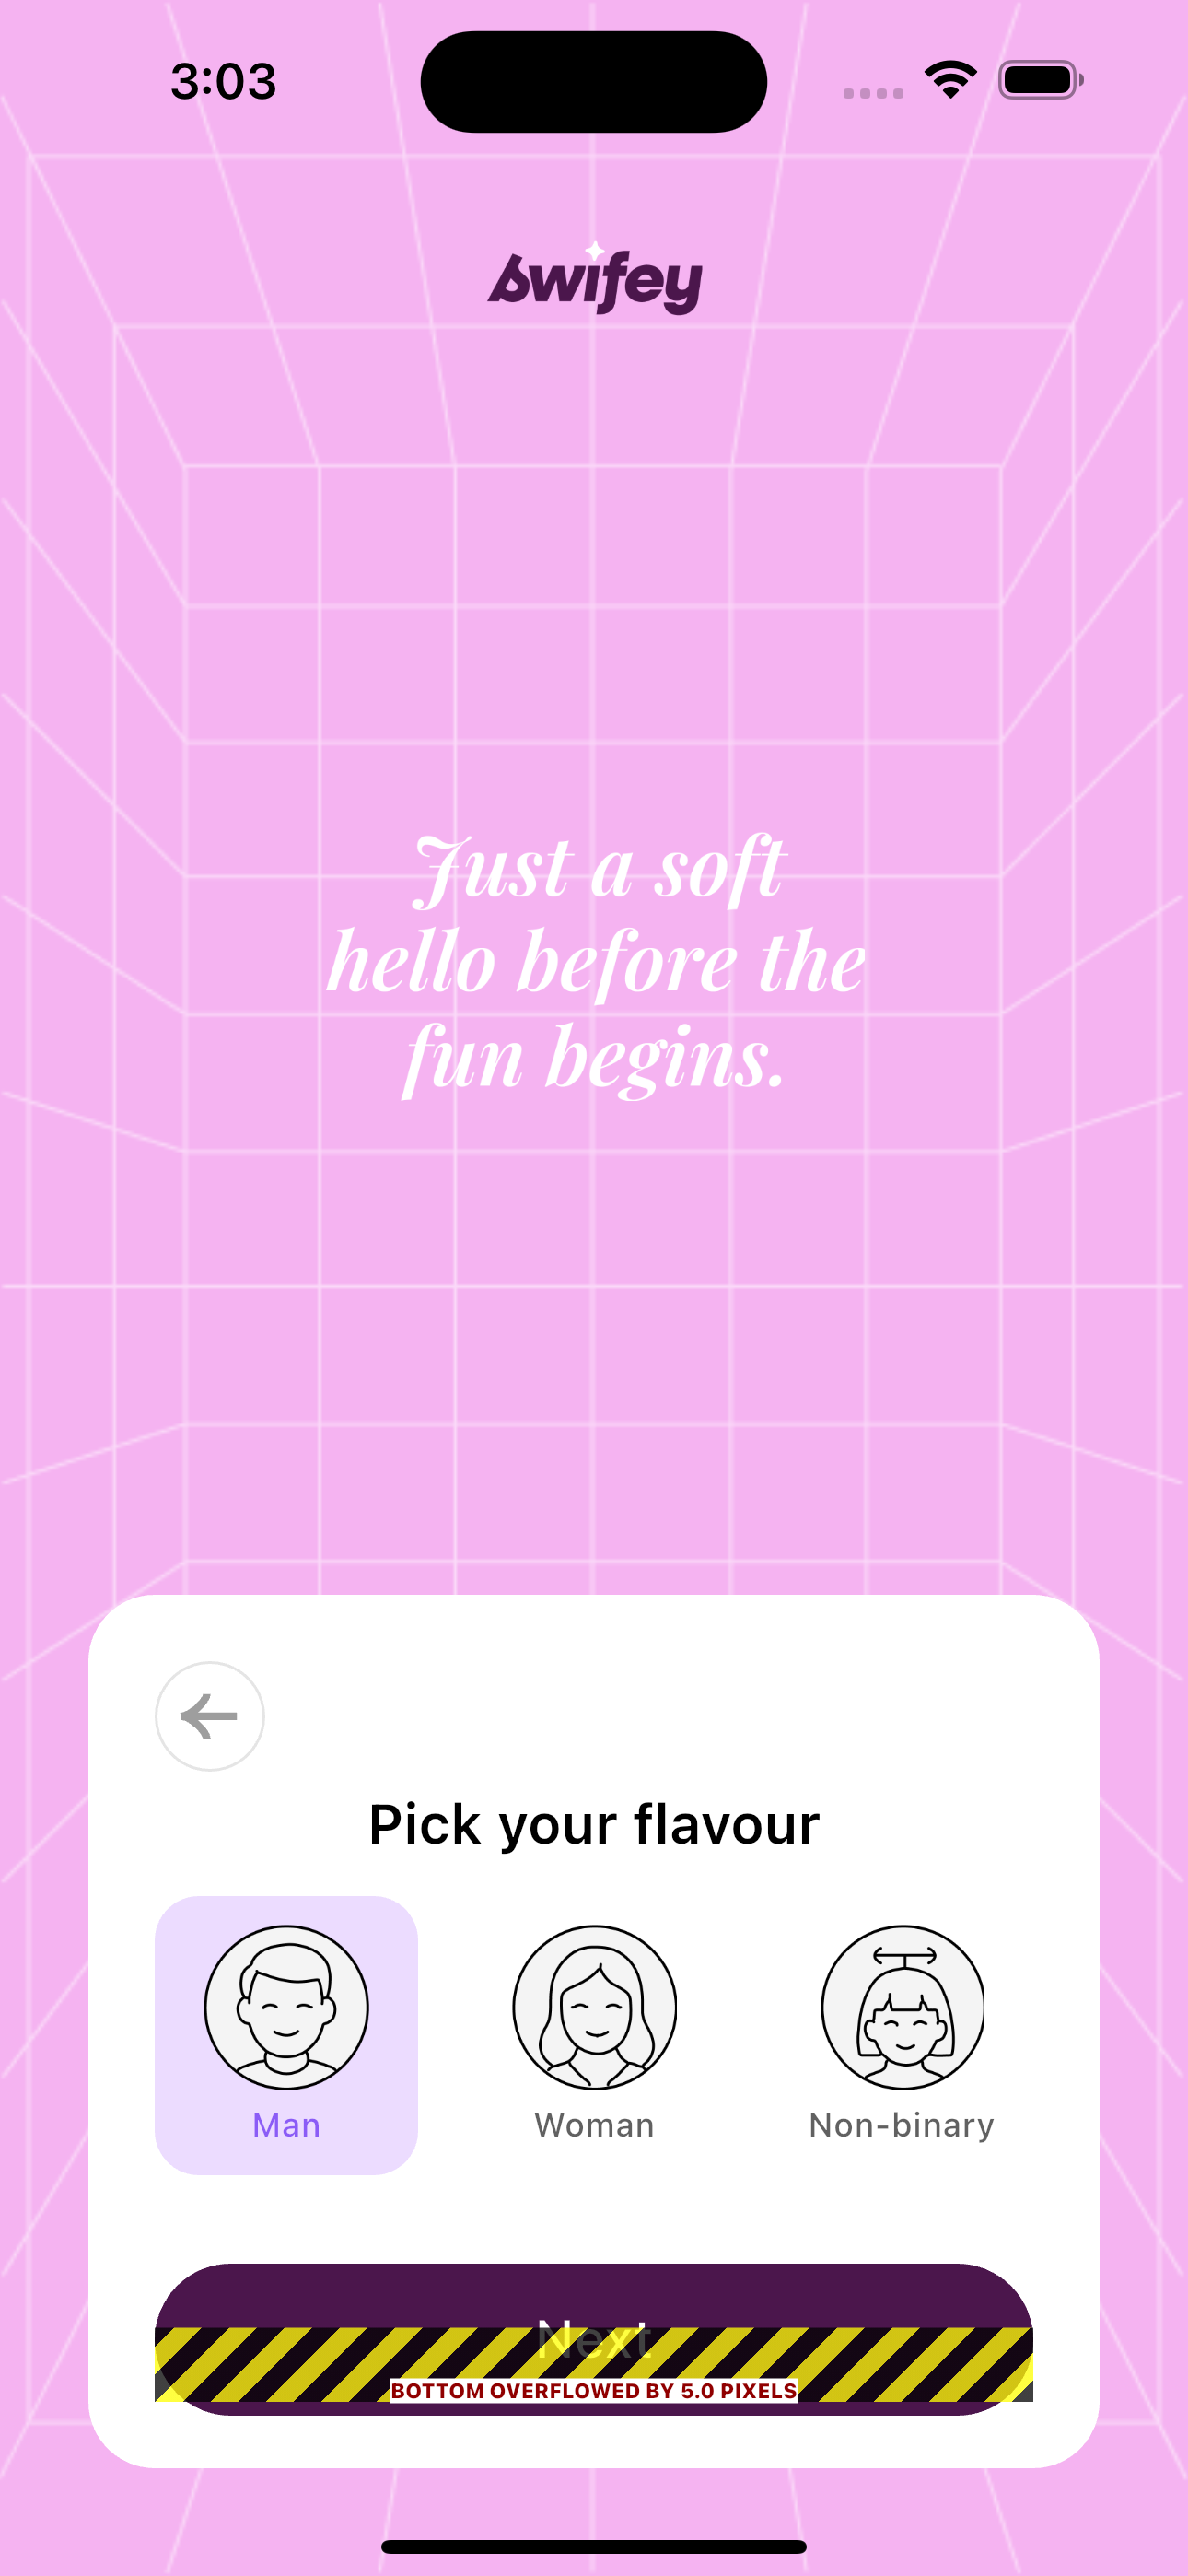 3:03
swifey
Just a soft
hello before the
fun begins.
Pick your flavour
Man
Woman
Non-binary
Next
BOTTOM OVERFLOWED BY 5.0 PIXELS